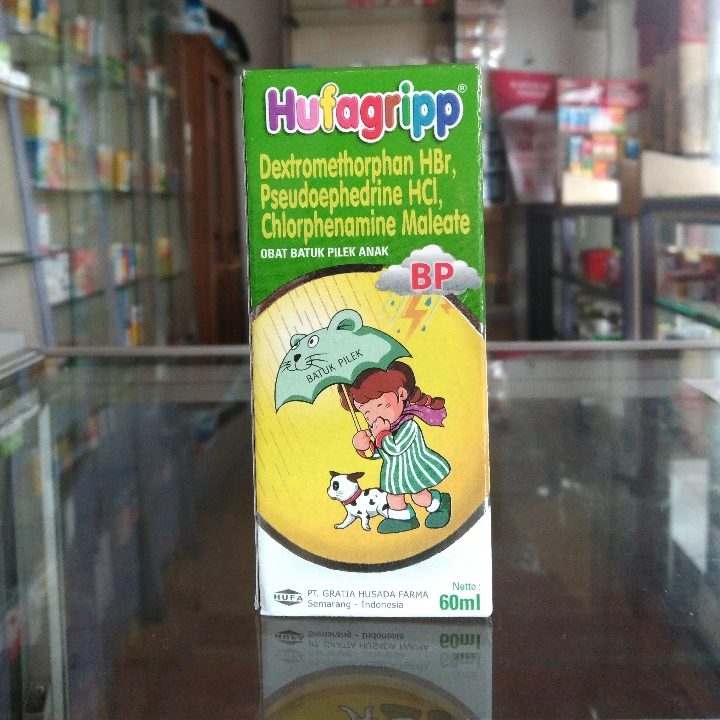 Hufagripp®
Dextromethorphan HBr,
Pseudoephedrine HCl,
Chlorphenamine Maleate
OBAT BATUK PILEK ANAK
BP
BATUK PILEK
HUFA
PT. GRATIA HUSADA FARMA
Semarang - Indonesia
Netto :
60ml